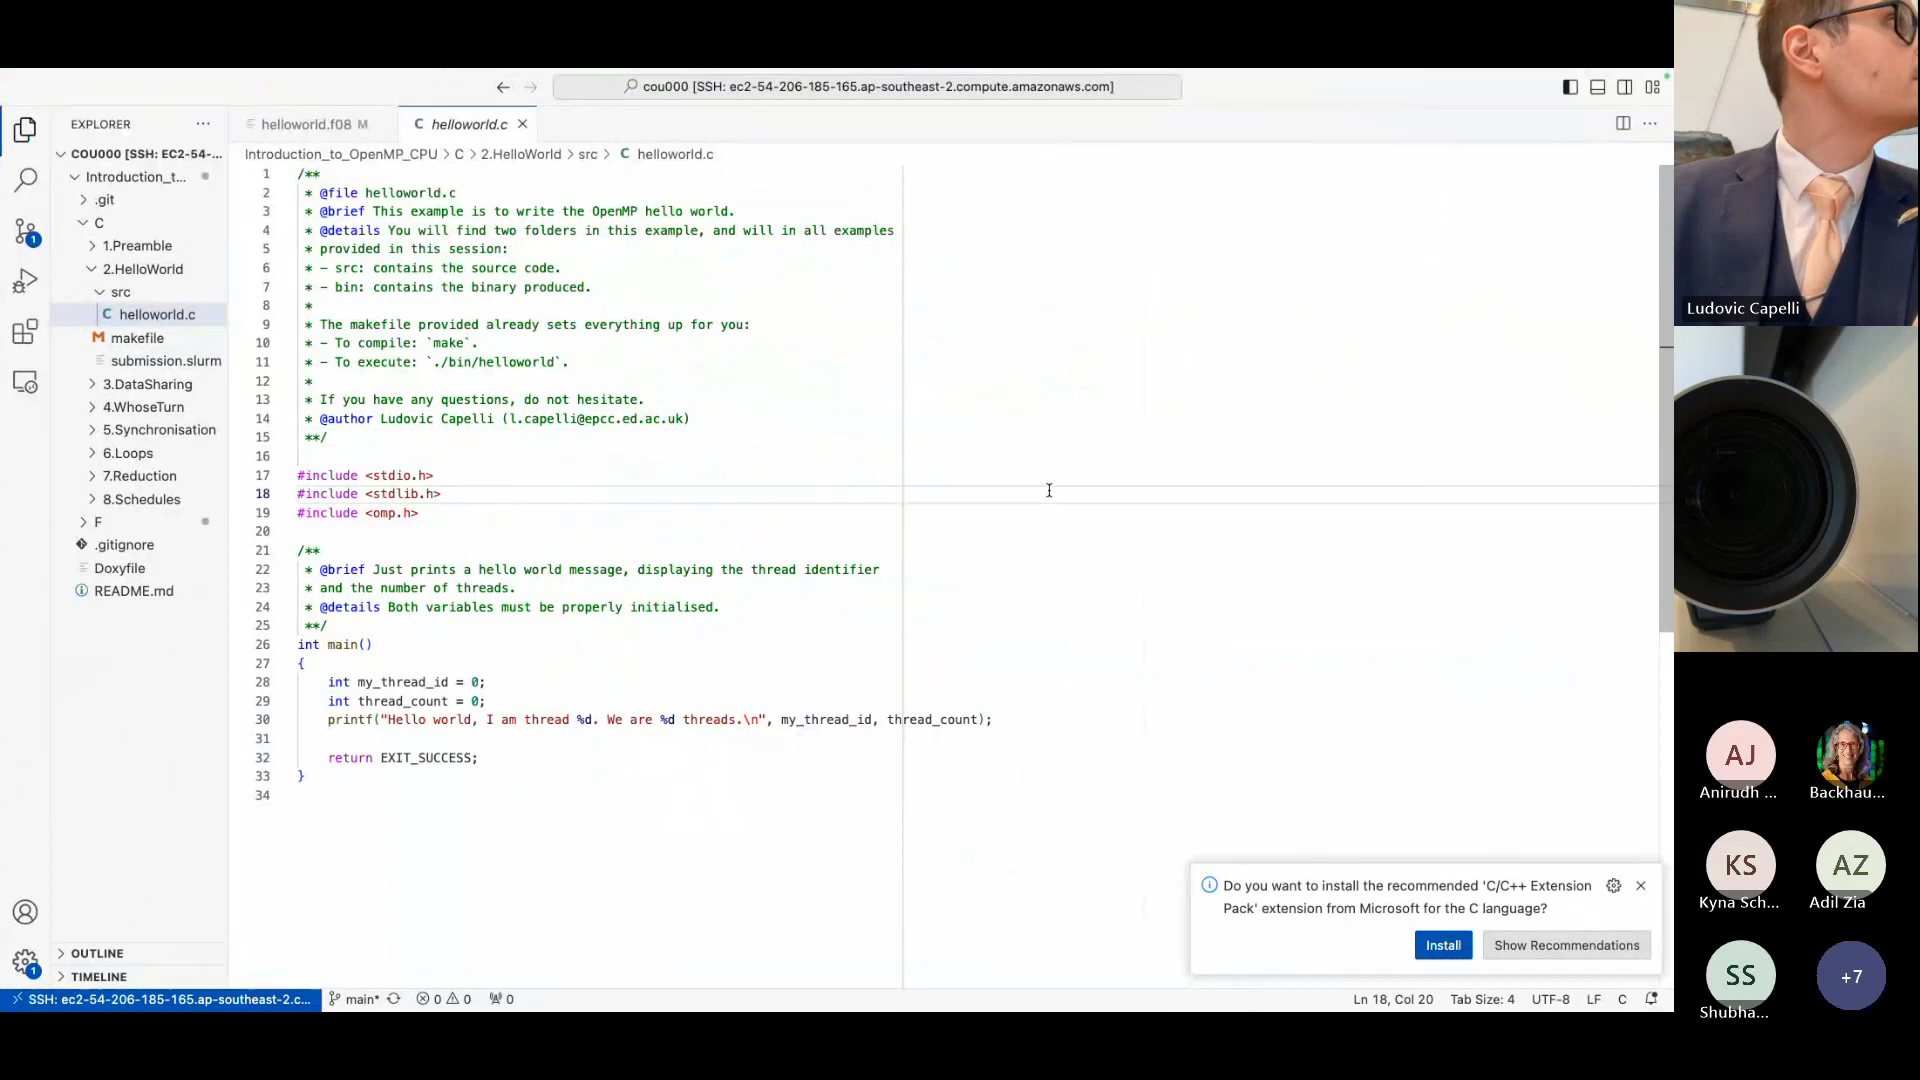 cou000 [SSH: ec2-54-206-185-165.ap-southeast-2.compute.amazonaws.com]
EXPLORER
COU000 [SSH: EC2-54-...
Introduction_t...
.git
C
1.Preamble
2.HelloWorld
src
C helloworld.c
M makefile
submission.slurm
3.DataSharing
4.WhoseTurn
5.Synchronisation
6.Loops
7.Reduction
8.Schedules
F
.gitignore
Doxyfile
README.md
OUTLINE
TIMELINE
1
1
helloworld.f08 M
C helloworld.c
Introduction_to_OpenMP_CPU > C > 2.HelloWorld > src > C helloworld.c
1 /**
2 * @file helloworld.c
3 * @brief This example is to write the OpenMP hello world.
4 * @details You will find two folders in this example, and will in all examples
5 * provided in this session:
6 * - src: contains the source code.
7 * - bin: contains the binary produced.
8 *
9 * The makefile provided already sets everything up for you:
10 * - To compile: `make`.
11 * - To execute: `./bin/helloworld`.
12 *
13 * If you have any questions, do not hesitate.
14 * @author Ludovic Capelli (l.capelli@epcc.ed.ac.uk)
15 **/
16
17 #include <stdio.h>
18 #include <stdlib.h>
19 #include <omp.h>
20
21 /**
22 * @brief Just prints a hello world message, displaying the thread identifier
23 * and the number of threads.
24 * @details Both variables must be properly initialised.
25 **/
26 int main()
27 {
28 int my_thread_id = 0;
29 int thread_count = 0;
30 printf("Hello world, I am thread %d. We are %d threads.\n", my_thread_id, thread_count);
31
32 return EXIT_SUCCESS;
33 }
34
Do you want to install the recommended 'C/C++ Extension
Pack' extension from Microsoft for the C language?
Install
Show Recommendations
SSH: ec2-54-206-185-165.ap-southeast-2.c... main* 0 0 0 Ln 18, Col 20 Tab Size: 4 UTF-8 LF C
Ludovic Capelli
AJ
Anirudh ...
Backhau...
KS
Kyna Sch...
AZ
Adil Zia
SS
Shubha...
+7